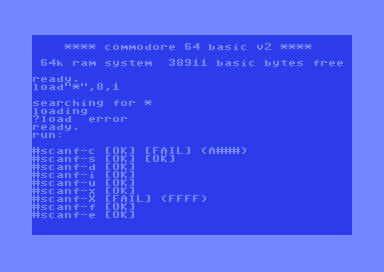 **** commodore 64 basic v2 ****
64k ram system  38911 basic bytes free
ready.
load"*",8,1
searching for *
loading
?load  error
ready.
run:
#scanf-c [OK] [FAIL] (A###)
#scanf-s [OK] [OK]
#scanf-d [OK]
#scanf-i [OK]
#scanf-u [OK]
#scanf-x [OK]
#scanf-X [FAIL] (FFFF)
#scanf-f [OK]
#scanf-e [OK]